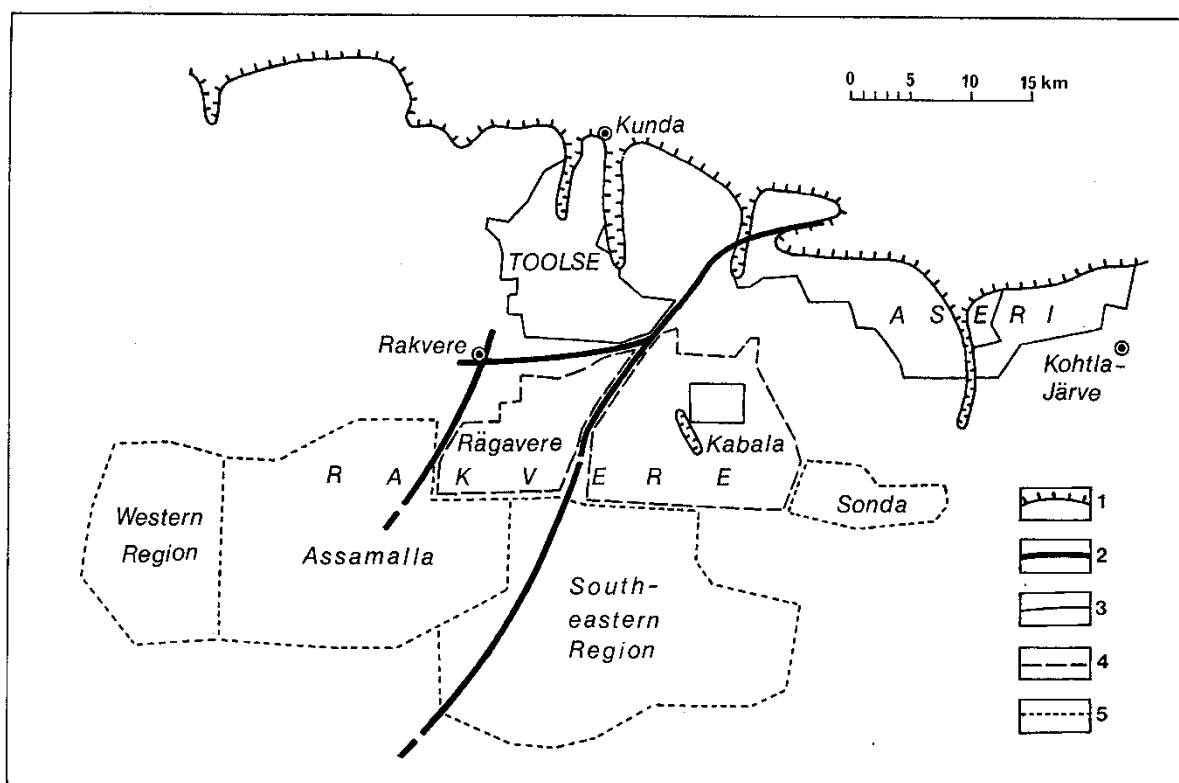 0 5 10 15 km
Kunda
TOOLSE
A S E R I
Rakvere
Kohtla-
Järve
Rägavere
Kabala
R A K V E R E
Sonda
Western
Region
Assamalla
South-
eastern
Region
1
2
3
4
5